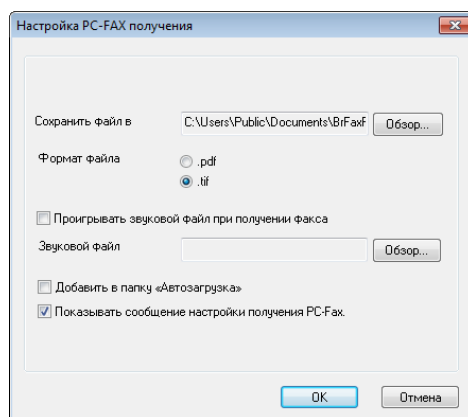 Настройка PC-FAX получения
Сохранить файл в C:\Users\Public\Documents\BrFaxF Обзор...
Формат файла .pdf
.tif
Проигрывать звуковой файл при получении факса
Звуковой файл Обзор...
Добавить в папку «Автозагрузка»
Показывать сообщение настройки получения PC-Fax.
OK Отмена